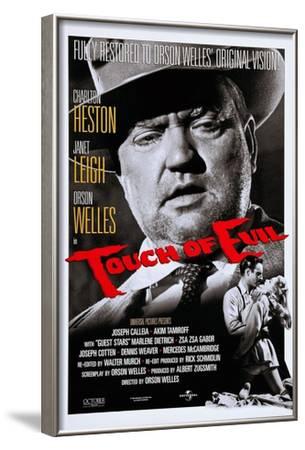 FULLY RESTORED TO ORSON WELLES' ORIGINAL VISION
CHARLTON
HESTON
JANET
LEIGH
ORSON
WELLES
IN
TOUCH OF EVIL
UNIVERSAL PICTURES PRESENTS
JOSEPH CALLEIA · AKIM TAMIROFF
WITH "GUEST STARS" MARLENE DIETRICH · ZSA ZSA GABOR
JOSEPH COTTEN · DENNIS WEAVER · MERCEDES McCAMBRIDGE
RE-EDITED BY WALTER MURCH · RE-EDIT PRODUCED BY RICK SCHMIDLIN
SCREENPLAY BY ORSON WELLES · PRODUCED BY ALBERT ZUGSMITH
DIRECTED BY ORSON WELLES
OCTOBER
UNIVERSAL